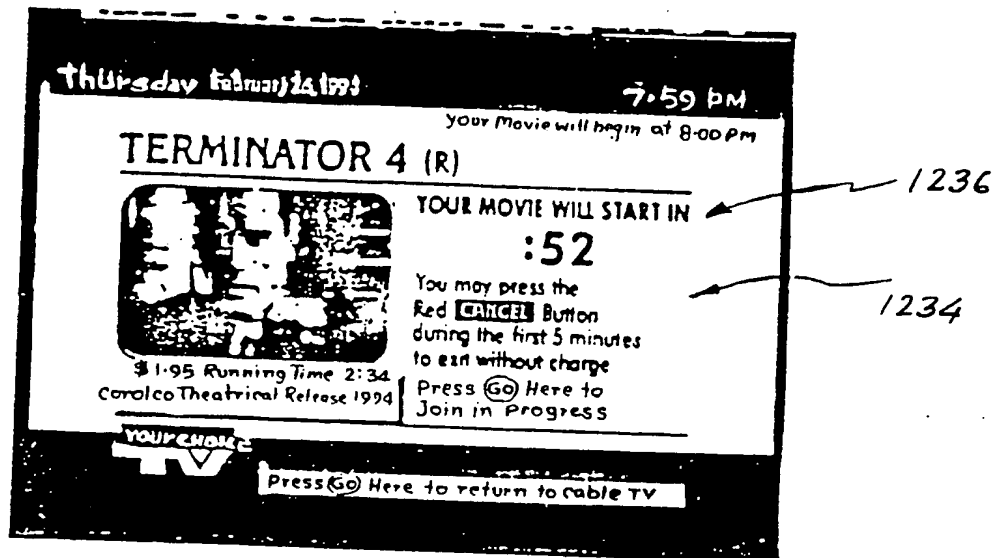 Thursday February 24, 1993
7:59 PM
Your Movie will begin at 8:00 PM
TERMINATOR 4 (R)
YOUR MOVIE WILL START IN
:52
You may press the
Red CANCEL Button
during the first 5 minutes
to exit without charge
$1.95 Running Time 2:34
Corolco Theatrical Release 1994
Press Go Here to
Join in Progress
YOUR CHOICE
TV
Press Go Here to return to cable TV
1236
1234